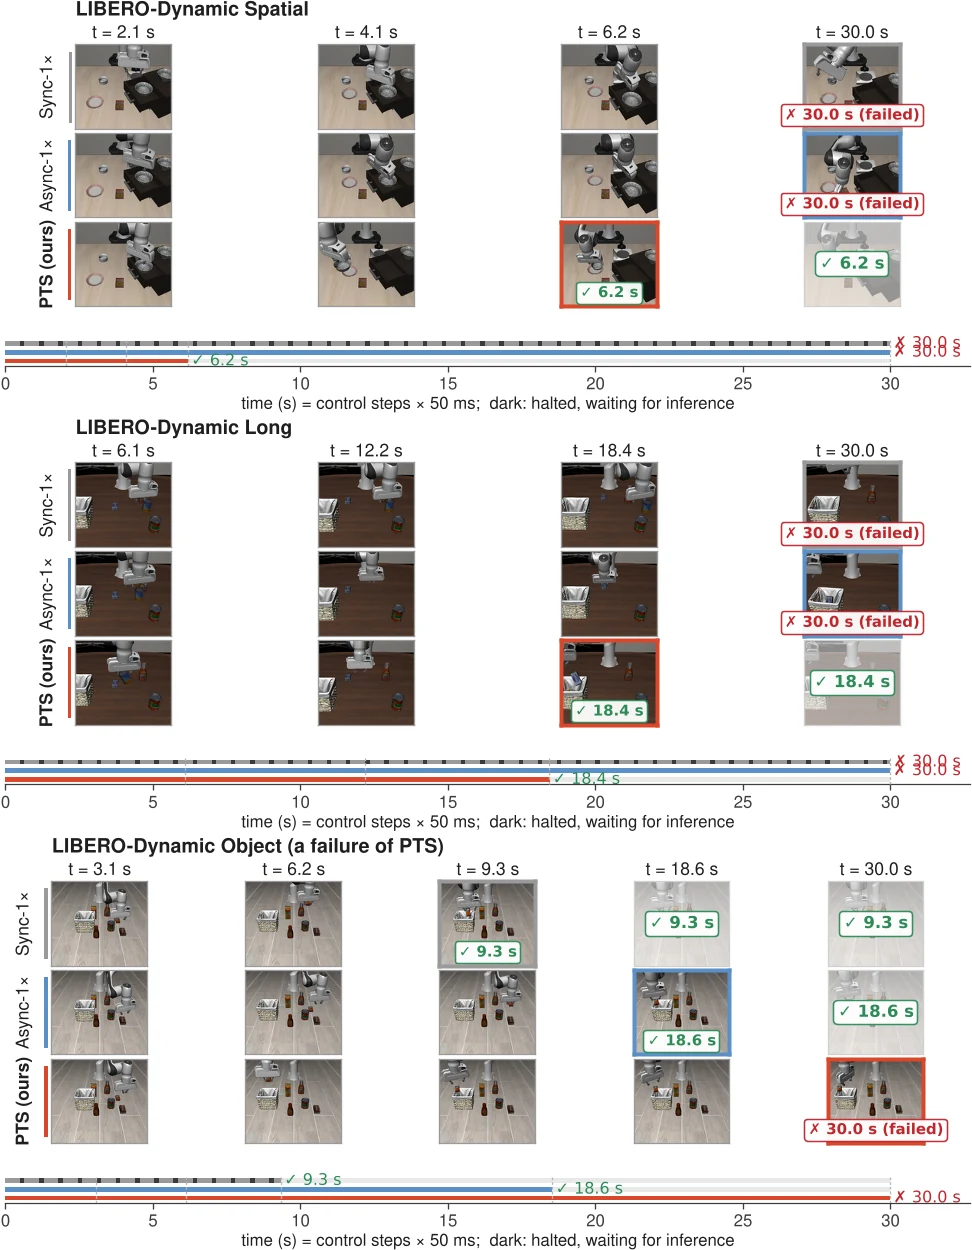 LIBERO-Dynamic Spatial
t = 2.1 s
t = 4.1 s
t = 6.2 s
t = 30.0 s
Sync-1×
✗ 30.0 s (failed)
Async-1×
✗ 30.0 s (failed)
PTS (ours)
✓ 6.2 s
✓ 6.2 s
✗ 30.0 s
✗ 30.0 s
✓ 6.2 s
0 5 10 15 20 25 30
time (s) = control steps × 50 ms; dark: halted, waiting for inference
LIBERO-Dynamic Long
t = 6.1 s
t = 12.2 s
t = 18.4 s
t = 30.0 s
Sync-1×
✗ 30.0 s (failed)
Async-1×
✗ 30.0 s (failed)
PTS (ours)
✓ 18.4 s
✓ 18.4 s
✗ 30.0 s
✗ 30.0 s
✓ 18.4 s
0 5 10 15 20 25 30
time (s) = control steps × 50 ms; dark: halted, waiting for inference
LIBERO-Dynamic Object (a failure of PTS)
t = 3.1 s
t = 6.2 s
t = 9.3 s
t = 18.6 s
t = 30.0 s
Sync-1×
✓ 9.3 s
✓ 9.3 s
✓ 9.3 s
Async-1×
✓ 18.6 s
✓ 18.6 s
PTS (ours)
✗ 30.0 s (failed)
✓ 9.3 s
✓ 18.6 s
✗ 30.0 s
0 5 10 15 20 25 30
time (s) = control steps × 50 ms; dark: halted, waiting for inference